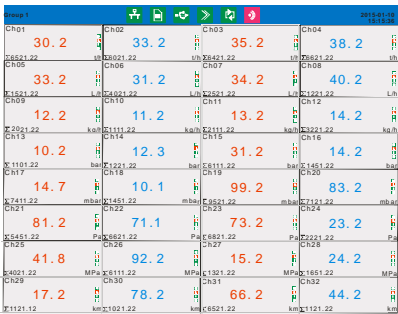 Group 1 2015-01-10
15:15:36
Ch01 Ch02 Ch03 Ch04
30.2 33.2 35.2 38.2
Σ6521.22 t/h Σ6021.22 t/h Σ6421.22 t/h Σ6621.22 t/h
Ch05 Ch06 Ch07 Ch08
33.2 31.2 34.2 40.2
Σ1521.22 L/h Σ4021.22 L/h Σ2521.22 L/h Σ1221.22 L/h
Ch09 Ch10 Ch11 Ch12
12.2 11.2 13.2 14.2
Σ2021.22 kg/h Σ1111.22 kg/h Σ2111.22 kg/h Σ3221.22 kg/h
Ch13 Ch14 Ch15 Ch16
10.2 12.3 31.2 14.2
Σ1101.22 bar Σ1221.22 bar Σ6111.22 bar Σ1451.22 bar
Ch17 Ch18 Ch19 Ch20
14.7 10.1 99.2 83.2
Σ7411.22 mbar Σ1451.22 mbar Σ9521.22 mbar Σ7121.22 mbar
Ch21 Ch22 Ch23 Ch24
81.2 71.1 73.2 23.2
Σ5451.22 Pa Σ6621.22 Pa Σ6821.22 Pa Σ2221.22 Pa
Ch25 Ch26 Ch27 Ch28
41.8 92.2 15.2 24.2
Σ4021.22 MPa Σ6111.22 MPa Σ1321.22 MPa Σ1651.22 MPa
Ch29 Ch30 Ch31 Ch32
17.2 78.2 66.2 44.2
Σ1121.12 km Σ1021.22 km Σ6521.22 km Σ1121.22 km